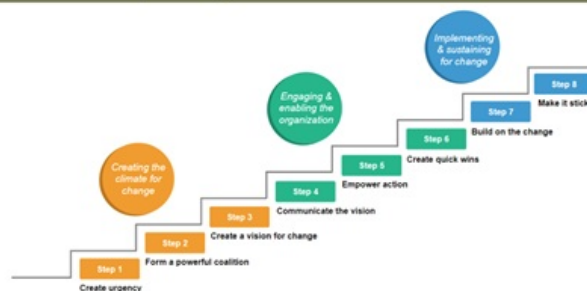 Implementing
& sustaining
for change
Engaging &
enabling the
organization
Creating the
climate for
change
Step 1
Create urgency
Step 2
Form a powerful coalition
Step 3
Create a vision for change
Step 4
Communicate the vision
Step 5
Empower action
Step 6
Create quick wins
Step 7
Build on the change
Step 8
Make it stick